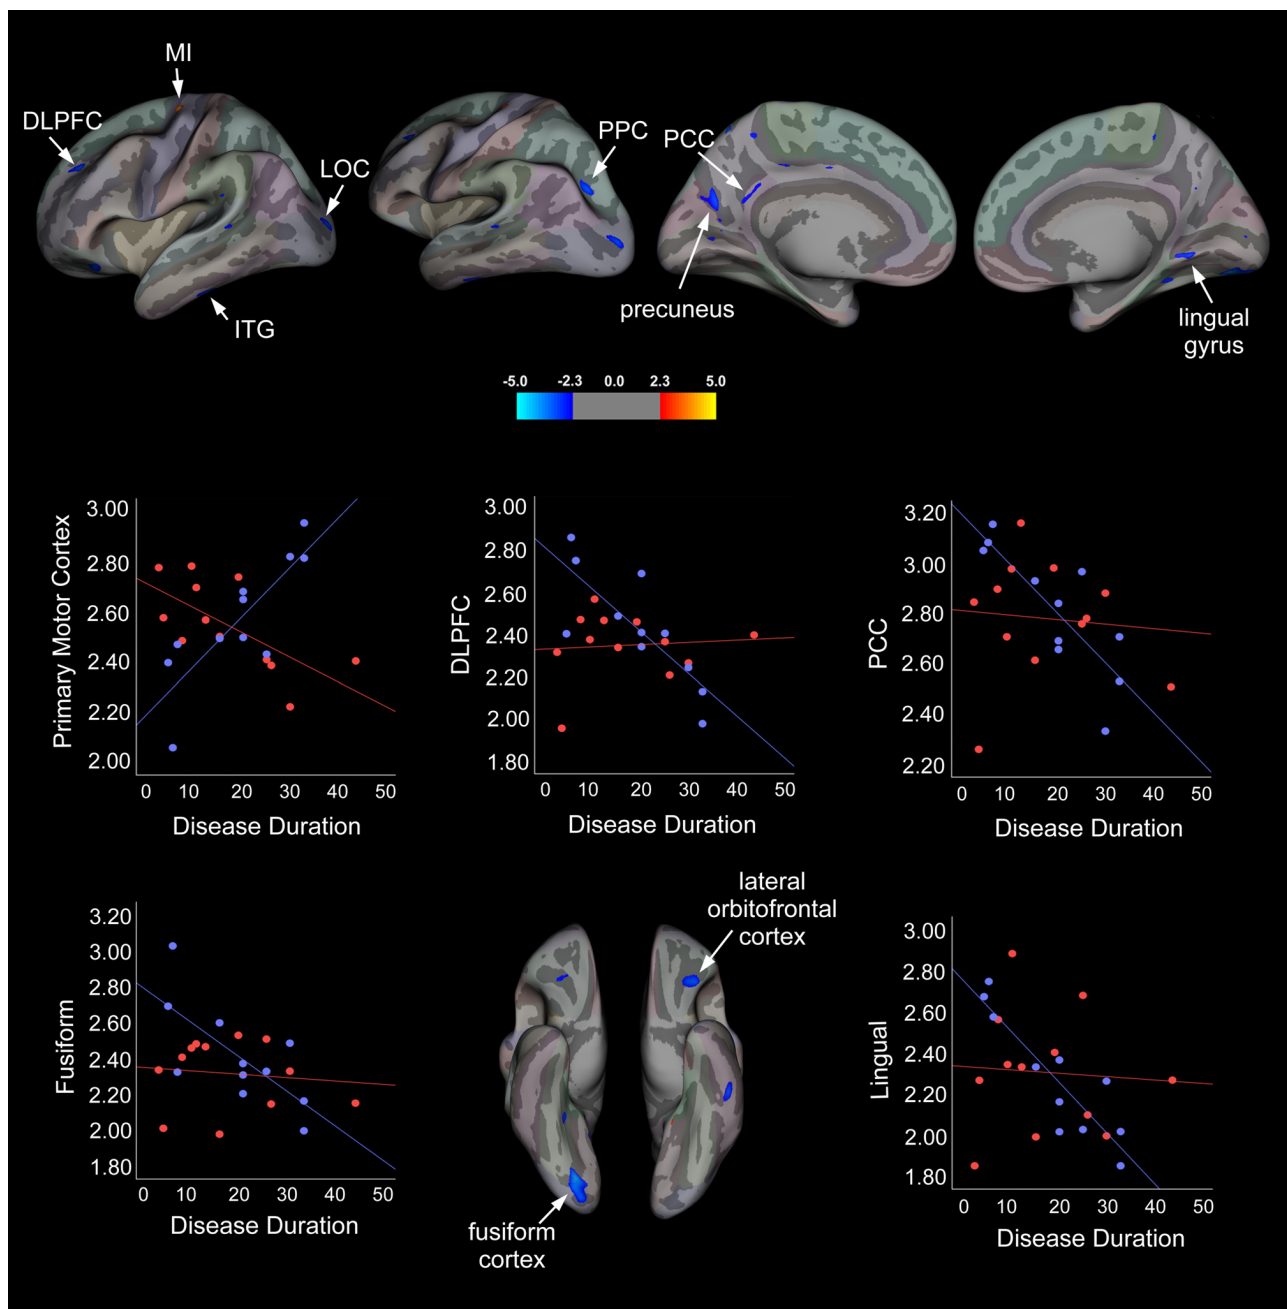 MI
DLPFC
LOC
PPC
PCC
ITG
precuneus
lingual
gyrus
-5.0 -2.3 0.0 2.3 5.0
Primary Motor Cortex
3.00
2.80
2.60
2.40
2.20
2.00
0 10 20 30 40 50
Disease Duration
DLPFC
3.00
2.80
2.60
2.40
2.20
2.00
1.80
0 10 20 30 40 50
Disease Duration
PCC
3.20
3.00
2.80
2.60
2.40
2.20
0 10 20 30 40 50
Disease Duration
Fusiform
3.20
3.00
2.80
2.60
2.40
2.20
2.00
1.80
0 10 20 30 40 50
Disease Duration
lateral
orbitofrontal
cortex
fusiform
cortex
Lingual
3.00
2.80
2.60
2.40
2.20
2.00
1.80
0 10 20 30 40 50
Disease Duration